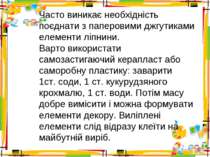 Часто виникає необхідність
поєднати з паперовими джгутиками
елементи ліпнини.
Варто використати
самозастигаючий керапласт або
саморобну пластику: заварити
1ст. соди, 1 ст. кукурудзяного
крохмалю, 1 ст. води. Потім масу
добре вимісити і можна формувати
елементи декору. Виліплені
елементи слід відразу клеїти на
майбутній виріб.